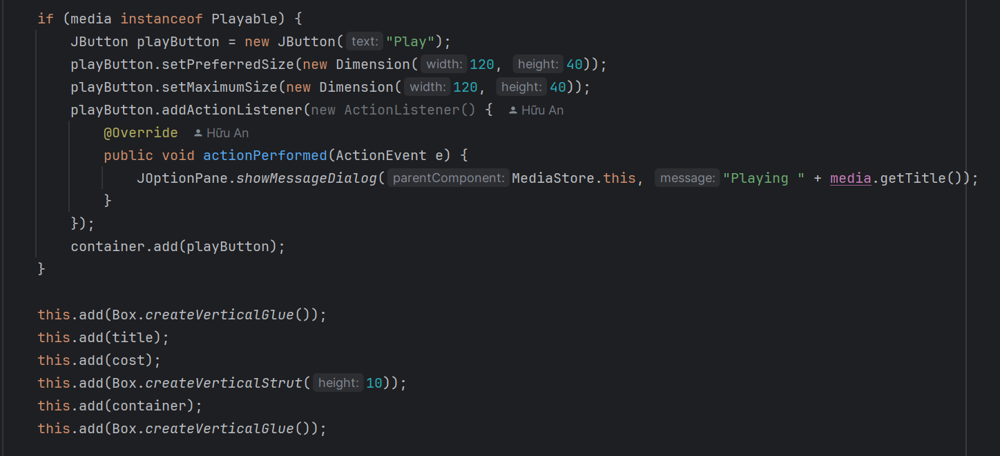 if (media instanceof Playable) {
    JButton playButton = new JButton( text: "Play");
    playButton.setPreferredSize(new Dimension( width: 120, height: 40));
    playButton.setMaximumSize(new Dimension( width: 120, height: 40));
    playButton.addActionListener(new ActionListener() { Hữu An
        @Override Hữu An
        public void actionPerformed(ActionEvent e) {
            JOptionPane.showMessageDialog( parentComponent: MediaStore.this, message: "Playing " + media.getTitle());
        }
    });
    container.add(playButton);
}

this.add(Box.createVerticalGlue());
this.add(title);
this.add(cost);
this.add(Box.createVerticalStrut( height: 10));
this.add(container);
this.add(Box.createVerticalGlue());